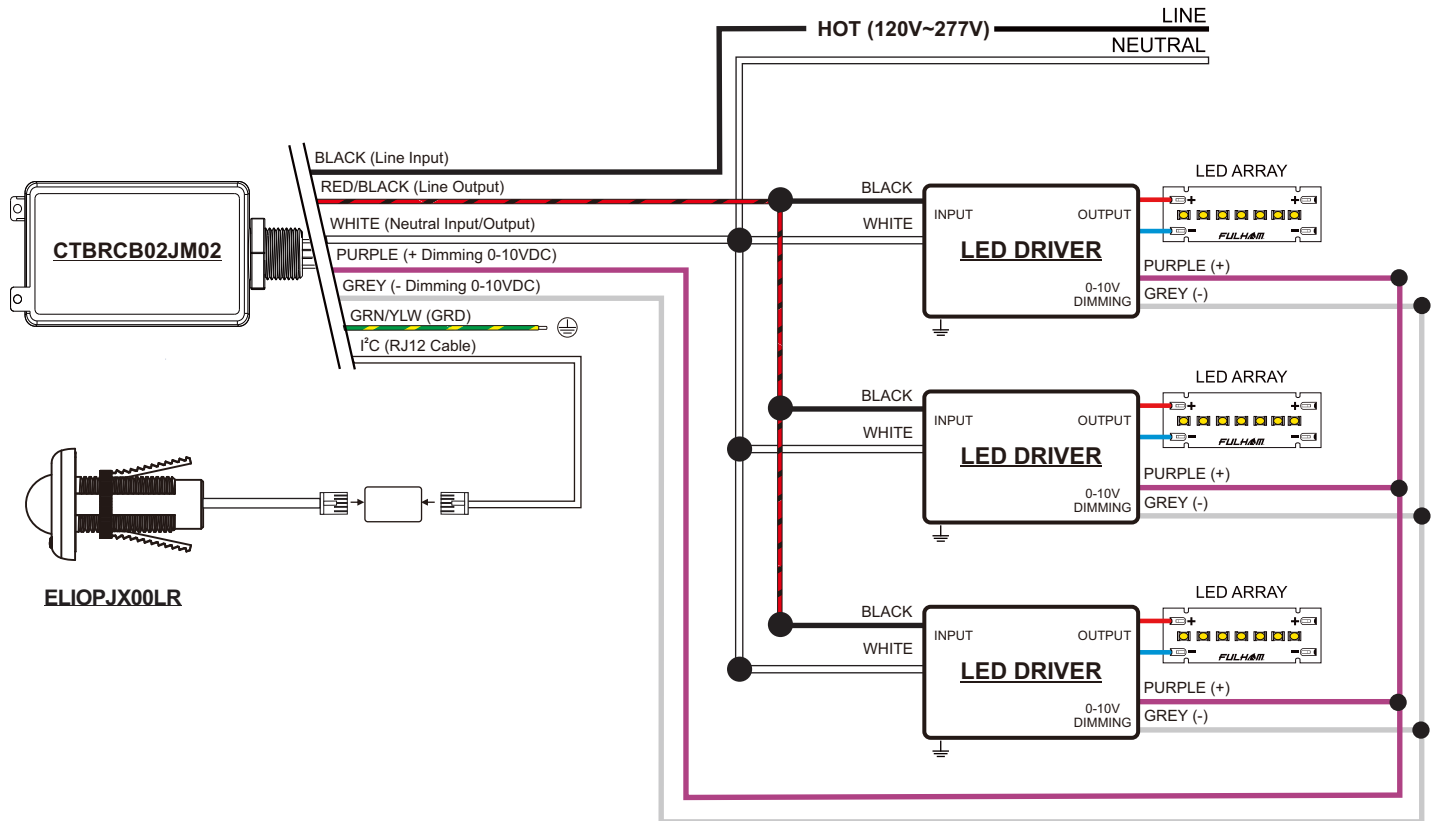 LINE
HOT (120V~277V)
NEUTRAL
BLACK (Line Input)
RED/BLACK (Line Output)
WHITE (Neutral Input/Output)
PURPLE (+ Dimming 0-10VDC)
GREY (- Dimming 0-10VDC)
GRN/YLW (GRD)
I²C (RJ12 Cable)
CTBRCB02JM02
ELIOPJX00LR
BLACK
WHITE
INPUT
OUTPUT
LED DRIVER
0-10V
DIMMING
LED ARRAY
+ +
- -
FULHAM
PURPLE (+)
GREY (-)
BLACK
WHITE
INPUT
OUTPUT
LED DRIVER
0-10V
DIMMING
LED ARRAY
+ +
- -
FULHAM
PURPLE (+)
GREY (-)
BLACK
WHITE
INPUT
OUTPUT
LED DRIVER
0-10V
DIMMING
LED ARRAY
+ +
- -
FULHAM
PURPLE (+)
GREY (-)